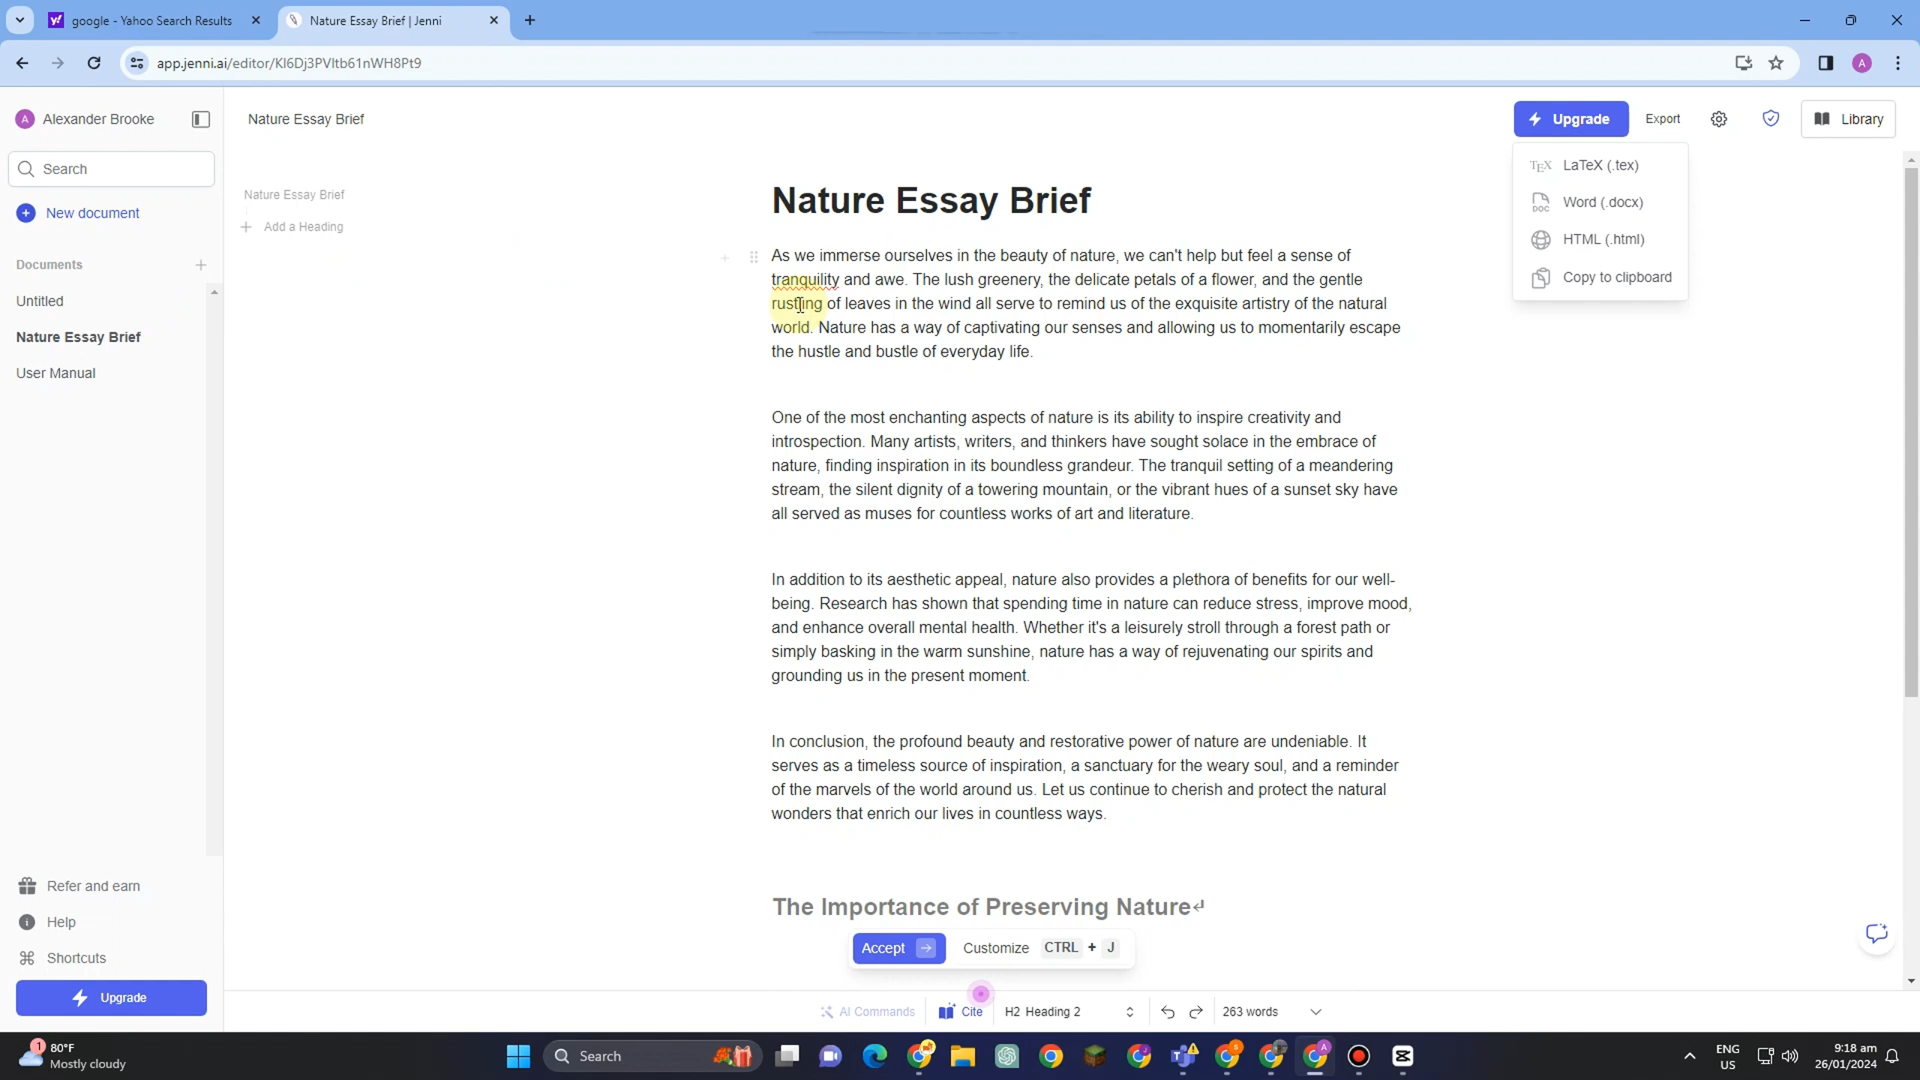 google - Yahoo Search Results
Nature Essay Brief | Jenni
app.jenni.ai/editor/KI6Dj3PVItb61nWH8Pt9
A
A Alexander Brooke
Nature Essay Brief
Upgrade
Export
Library
Search
New document
Documents
Untitled
Nature Essay Brief
User Manual
Refer and earn
Help
Shortcuts
Upgrade
Nature Essay Brief
Add a Heading
LaTeX (.tex)
Word (.docx)
HTML (.html)
Copy to clipboard
Nature Essay Brief
As we immerse ourselves in the beauty of nature, we can't help but feel a sense of
tranquility and awe. The lush greenery, the delicate petals of a flower, and the gentle
rustling of leaves in the wind all serve to remind us of the exquisite artistry of the natural
world. Nature has a way of captivating our senses and allowing us to momentarily escape
the hustle and bustle of everyday life.
One of the most enchanting aspects of nature is its ability to inspire creativity and
introspection. Many artists, writers, and thinkers have sought solace in the embrace of
nature, finding inspiration in its boundless grandeur. The tranquil setting of a meandering
stream, the silent dignity of a towering mountain, or the vibrant hues of a sunset sky have
all served as muses for countless works of art and literature.
In addition to its aesthetic appeal, nature also provides a plethora of benefits for our well-
being. Research has shown that spending time in nature can reduce stress, improve mood,
and enhance overall mental health. Whether it's a leisurely stroll through a forest path or
simply basking in the warm sunshine, nature has a way of rejuvenating our spirits and
grounding us in the present moment.
In conclusion, the profound beauty and restorative power of nature are undeniable. It
serves as a timeless source of inspiration, a sanctuary for the weary soul, and a reminder
of the marvels of the world around us. Let us continue to cherish and protect the natural
wonders that enrich our lives in countless ways.
The Importance of Preserving Nature
Accept
Customize CTRL + J
AI Commands
Cite
H2 Heading 2
263 words
1
80°F
Mostly cloudy
Search
ENG
US
9:18 am
26/01/2024